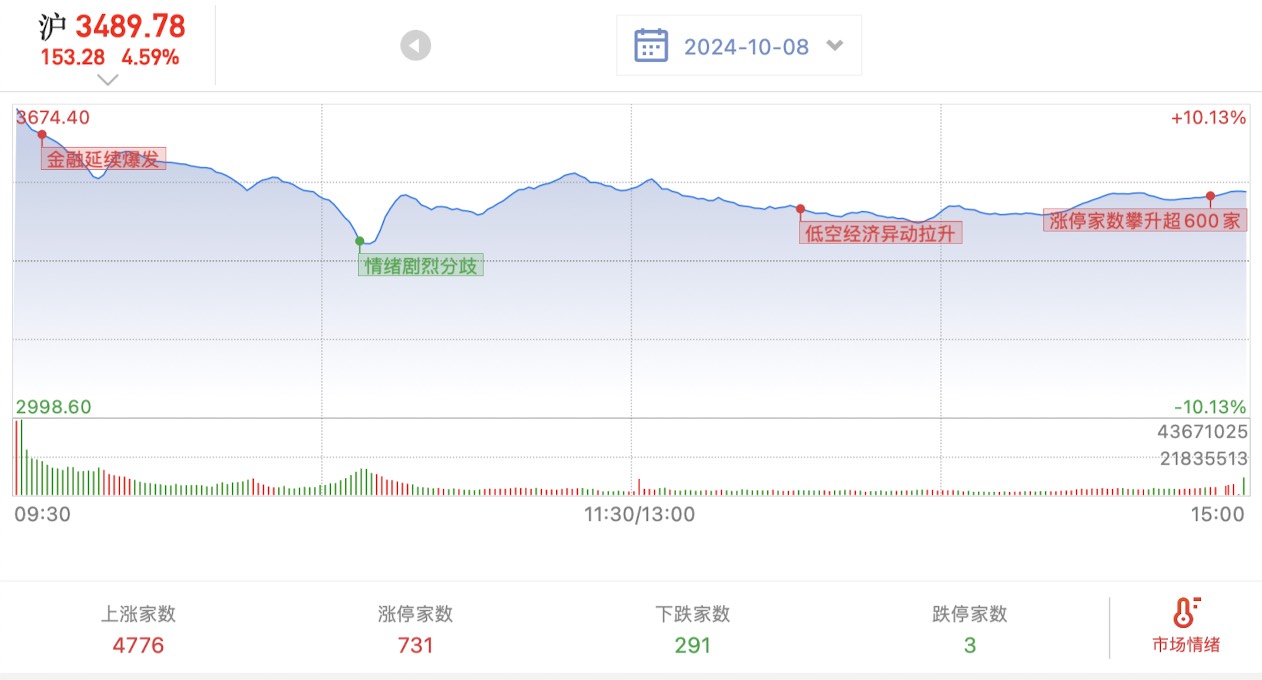 沪 3489.78
153.28 4.59%
2024-10-08
3674.40
+10.13%
金融延续爆发
情绪剧烈分歧
低空经济异动拉升
涨停家数攀升超600家
2998.60
-10.13%
43671025
21835513
09:30
11:30/13:00
15:00
上涨家数
涨停家数
下跌家数
跌停家数
4776
731
291
3
市场情绪